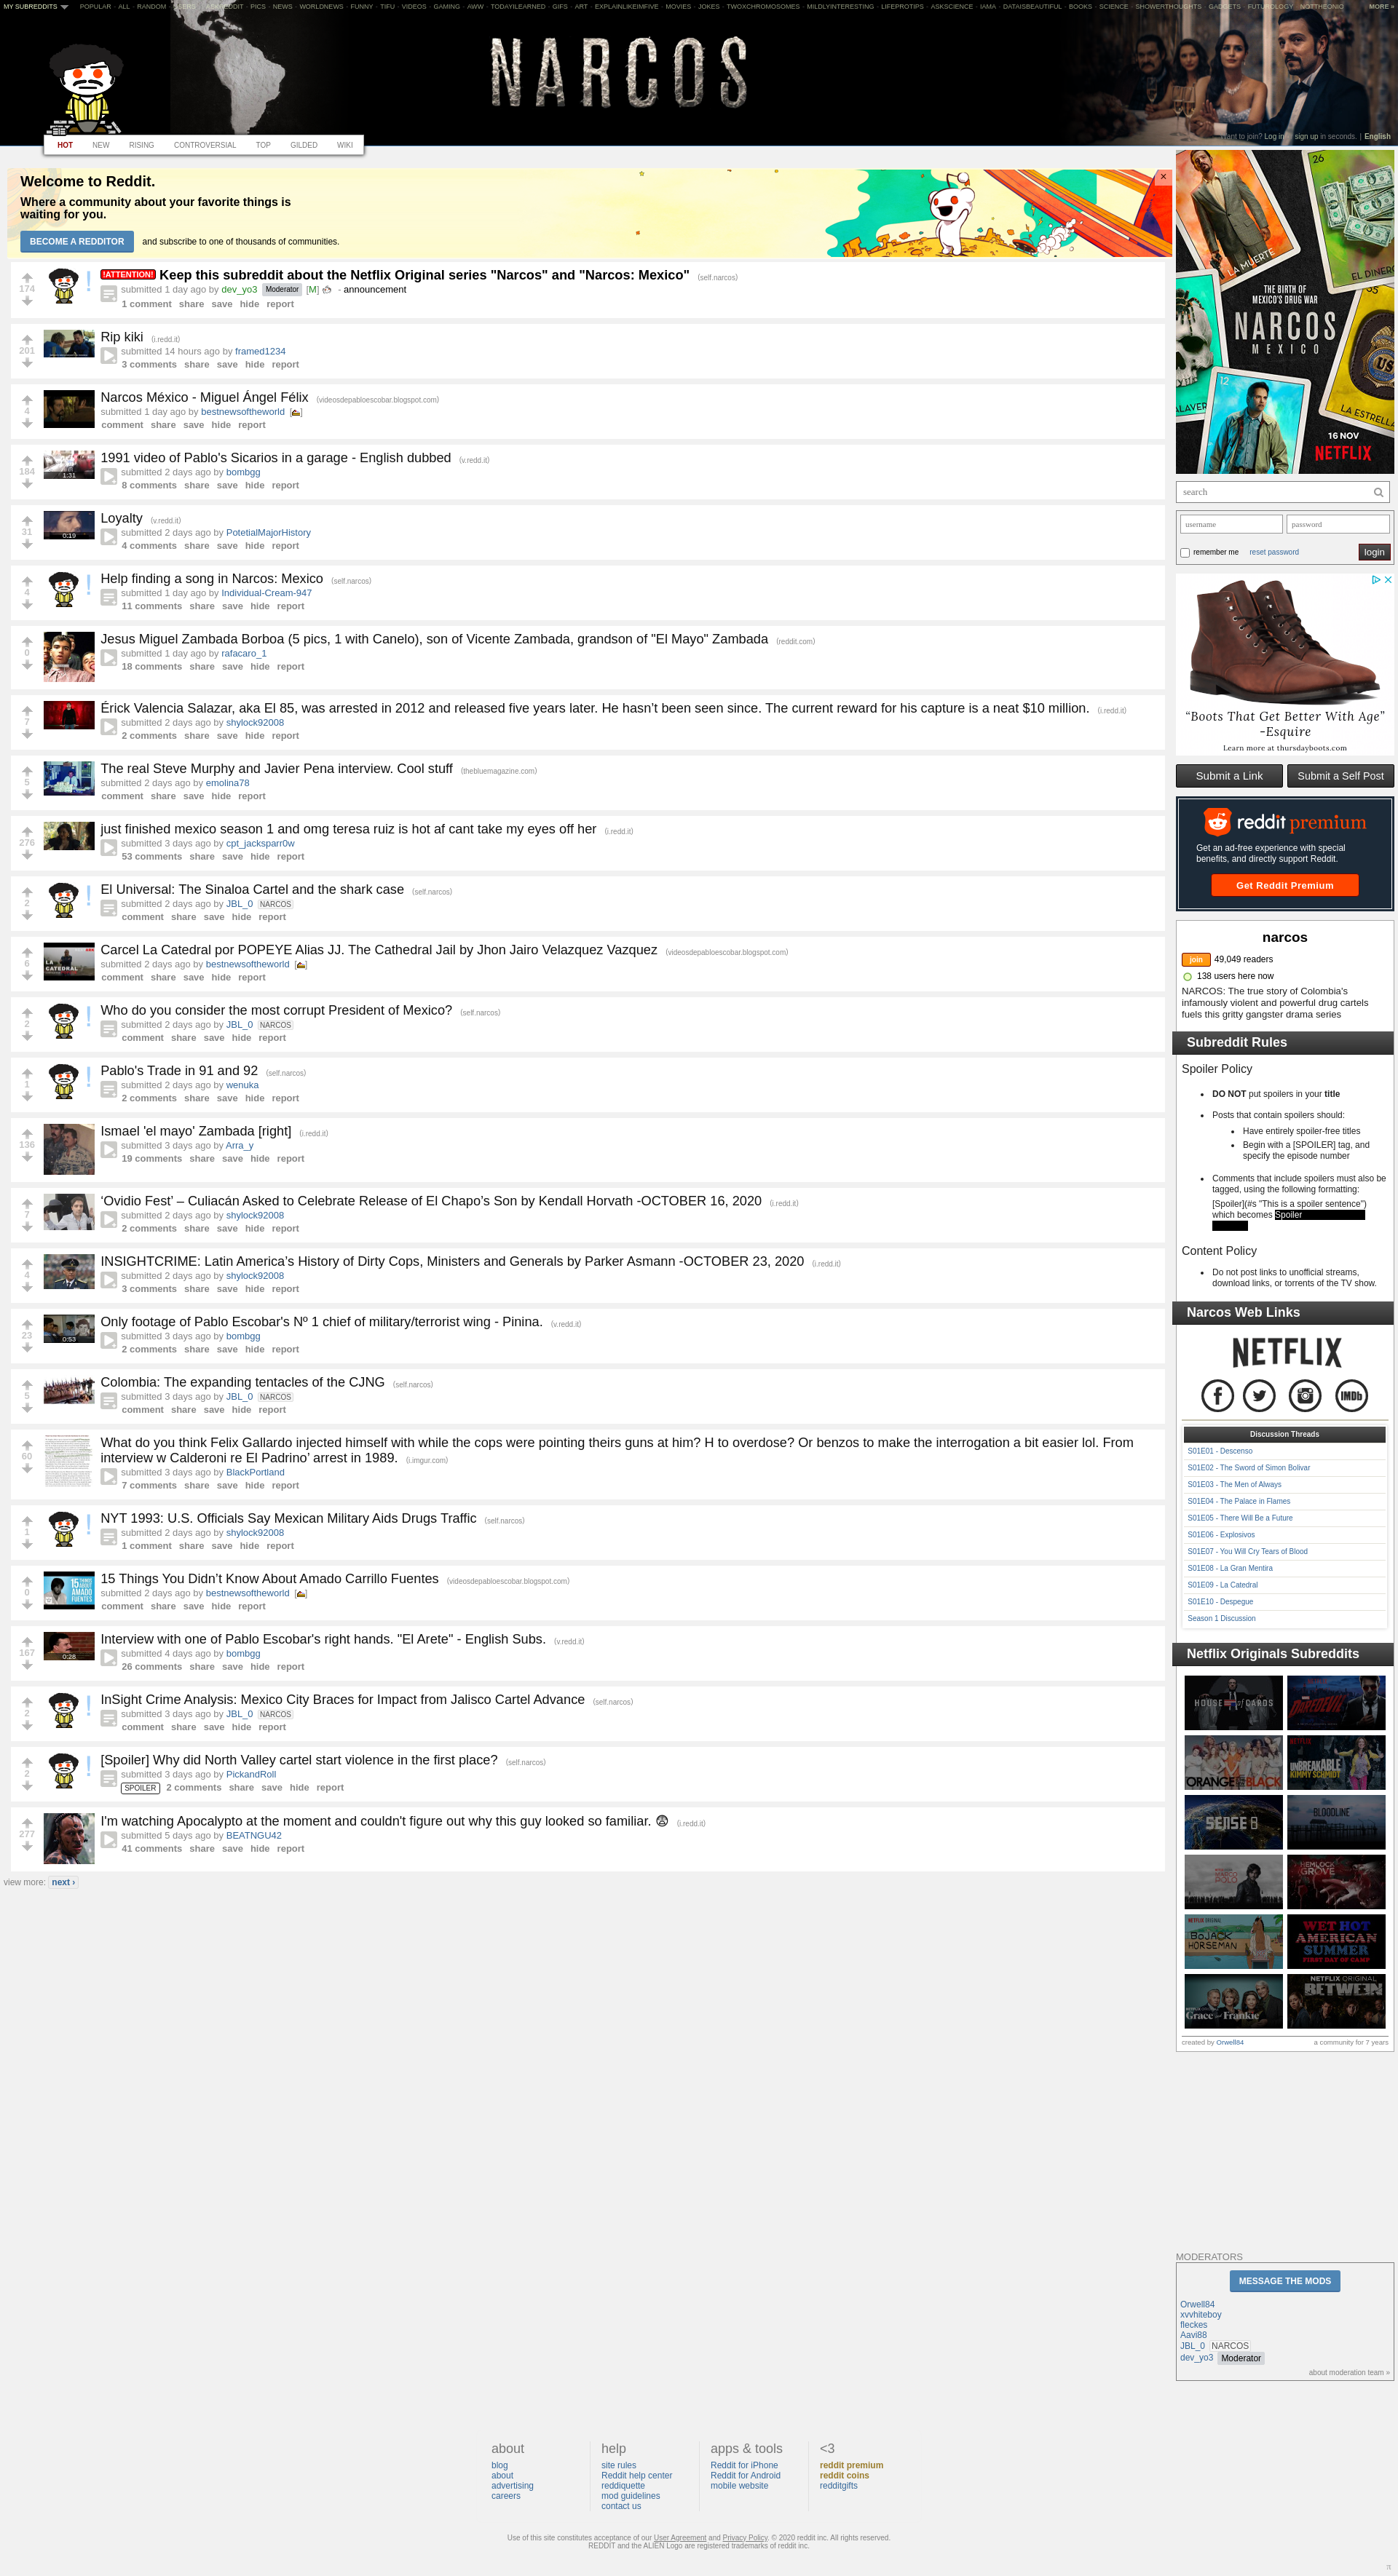 MY SUBREDDITS POPULAR - ALL - RANDOM - USERS | ASKREDDIT - PICS - NEWS - WORLDNEWS - FUNNY - TIFU - VIDEOS - GAMING - AWW - TODAYILEARNED - GIFS - ART - EXPLAINLIKEIMFIVE - MOVIES - JOKES - TWOXCHROMOSOMES - MILDLYINTERESTING - LIFEPROTIPS - ASKSCIENCE - IAMA - DATAISBEAUTIFUL - BOOKS - SCIENCE - SHOWERTHOUGHTS - GADGETS - FUTUROLOGY - NOTTHEONIO MORE »
NARCOS
Want to join? Log in or sign up in seconds. | English
HOT NEW RISING CONTROVERSIAL TOP GILDED WIKI
Welcome to Reddit.
Where a community about your favorite things is
waiting for you.
BECOME A REDDITOR and subscribe to one of thousands of communities.
174
!ATTENTION! Keep this subreddit about the Netflix Original series "Narcos" and "Narcos: Mexico" (self.narcos)
submitted 1 day ago by dev_yo3 Moderator [M] - announcement
1 comment share save hide report
201
Rip kiki (i.redd.it)
submitted 14 hours ago by framed1234
3 comments share save hide report
4
Narcos México - Miguel Ángel Félix (videosdepabloescobar.blogspot.com)
submitted 1 day ago by bestnewsoftheworld
comment share save hide report
184
1:31
1991 video of Pablo's Sicarios in a garage - English dubbed (v.redd.it)
submitted 2 days ago by bombgg
8 comments share save hide report
31
0:19
Loyalty (v.redd.it)
submitted 2 days ago by PotetialMajorHistory
4 comments share save hide report
4
Help finding a song in Narcos: Mexico (self.narcos)
submitted 1 day ago by Individual-Cream-947
11 comments share save hide report
0
Jesus Miguel Zambada Borboa (5 pics, 1 with Canelo), son of Vicente Zambada, grandson of "El Mayo" Zambada (reddit.com)
submitted 1 day ago by rafacaro_1
18 comments share save hide report
7
Érick Valencia Salazar, aka El 85, was arrested in 2012 and released five years later. He hasn't been seen since. The current reward for his capture is a neat $10 million. (i.redd.it)
submitted 2 days ago by shylock92008
2 comments share save hide report
5
The real Steve Murphy and Javier Pena interview. Cool stuff (thebluemagazine.com)
submitted 2 days ago by emolina78
comment share save hide report
276
just finished mexico season 1 and omg teresa ruiz is hot af cant take my eyes off her (i.redd.it)
submitted 3 days ago by cpt_jacksparr0w
53 comments share save hide report
2
El Universal: The Sinaloa Cartel and the shark case (self.narcos)
submitted 2 days ago by JBL_0 NARCOS
comment share save hide report
6
LA CATEDRAL
Carcel La Catedral por POPEYE Alias JJ. The Cathedral Jail by Jhon Jairo Velazquez Vazquez (videosdepabloescobar.blogspot.com)
submitted 2 days ago by bestnewsoftheworld
comment share save hide report
2
Who do you consider the most corrupt President of Mexico? (self.narcos)
submitted 2 days ago by JBL_0 NARCOS
comment share save hide report
1
Pablo's Trade in 91 and 92 (self.narcos)
submitted 2 days ago by wenuka
2 comments share save hide report
136
Ismael 'el mayo' Zambada [right] (i.redd.it)
submitted 3 days ago by Arra_y
19 comments share save hide report
7
‘Ovidio Fest’ – Culiacán Asked to Celebrate Release of El Chapo’s Son by Kendall Horvath -OCTOBER 16, 2020 (i.redd.it)
submitted 2 days ago by shylock92008
2 comments share save hide report
4
INSIGHTCRIME: Latin America’s History of Dirty Cops, Ministers and Generals by Parker Asmann -OCTOBER 23, 2020 (i.redd.it)
submitted 2 days ago by shylock92008
3 comments share save hide report
23
0:53
Only footage of Pablo Escobar's Nº 1 chief of military/terrorist wing - Pinina. (v.redd.it)
submitted 3 days ago by bombgg
2 comments share save hide report
5
Colombia: The expanding tentacles of the CJNG (self.narcos)
submitted 3 days ago by JBL_0 NARCOS
comment share save hide report
60
What do you think Felix Gallardo injected himself with while the cops were pointing theirs guns at him? H to overdose? Or benzos to make the interrogation a bit easier lol. From
interview w Calderoni re El Padrino’ arrest in 1989. (i.imgur.com)
submitted 3 days ago by BlackPortland
7 comments share save hide report
1
NYT 1993: U.S. Officials Say Mexican Military Aids Drugs Traffic (self.narcos)
submitted 2 days ago by shylock92008
1 comment share save hide report
0
15 Things You Didn’t Know About Amado Carrillo Fuentes (videosdepabloescobar.blogspot.com)
submitted 2 days ago by bestnewsoftheworld
comment share save hide report
167
0:28
Interview with one of Pablo Escobar's right hands. "El Arete" - English Subs. (v.redd.it)
submitted 4 days ago by bombgg
26 comments share save hide report
2
InSight Crime Analysis: Mexico City Braces for Impact from Jalisco Cartel Advance (self.narcos)
submitted 3 days ago by JBL_0 NARCOS
comment share save hide report
2
[Spoiler] Why did North Valley cartel start violence in the first place? (self.narcos)
submitted 3 days ago by PickandRoll
SPOILER 2 comments share save hide report
277
I'm watching Apocalypto at the moment and couldn't figure out why this guy looked so familiar. 😨 (i.redd.it)
submitted 5 days ago by BEATNGU42
41 comments share save hide report
view more: next ›
26
LA MUERTE
EL DINERO
THE BIRTH OF
MEXICO'S DRUG WAR
NARCOS
MEXICO
12
LA ESTRELLA
16 NOV
NETFLIX
search
username password
remember me reset password login
“Boots That Get Better With Age”
-Esquire
Learn more at thursdayboots.com
Submit a Link Submit a Self Post
reddit premium
Get an ad-free experience with special
benefits, and directly support Reddit.
Get Reddit Premium
narcos
join 49,049 readers
138 users here now
NARCOS: The true story of Colombia's
infamously violent and powerful drug cartels
fuels this gritty gangster drama series
Subreddit Rules
Spoiler Policy
DO NOT put spoilers in your title
Posts that contain spoilers should:
Have entirely spoiler-free titles
Begin with a [SPOILER] tag, and
specify the episode number
Comments that include spoilers must also be
tagged, using the following formatting:
[Spoiler](#s "This is a spoiler sentence")
which becomes Spoiler
Content Policy
Do not post links to unofficial streams,
download links, or torrents of the TV show.
Narcos Web Links
NETFLIX
IMDb
Discussion Threads
S01E01 - Descenso
S01E02 - The Sword of Simon Bolivar
S01E03 - The Men of Always
S01E04 - The Palace in Flames
S01E05 - There Will Be a Future
S01E06 - Explosivos
S01E07 - You Will Cry Tears of Blood
S01E08 - La Gran Mentira
S01E09 - La Catedral
S01E10 - Despegue
Season 1 Discussion
Netflix Originals Subreddits
HOUSE of CARDS
DAREDEVIL
ORANGE IS THE NEW BLACK
NETFLIX
UNBREAKABLE KIMMY SCHMIDT
SENSE8
BLOODLINE
MARCO POLO
HEMLOCK GROVE
BOJACK HORSEMAN
WET HOT
AMERICAN
SUMMER
FIRST DAY OF CAMP
Grace and Frankie
NETFLIX ORIGINAL
BETWEEN
created by Orwell84 a community for 7 years
MODERATORS
MESSAGE THE MODS
Orwell84
xvvhiteboy
fleckes
Aavi88
JBL_0 NARCOS
dev_yo3 Moderator
about moderation team »
about
blog
about
advertising
careers
help
site rules
Reddit help center
reddiquette
mod guidelines
contact us
apps & tools
Reddit for iPhone
Reddit for Android
mobile website
<3
reddit premium
reddit coins
redditgifts
Use of this site constitutes acceptance of our User Agreement and Privacy Policy. © 2020 reddit inc. All rights reserved.
REDDIT and the ALIEN Logo are registered trademarks of reddit inc.
π